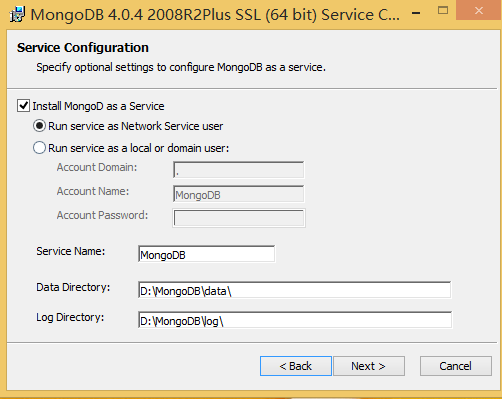 MongoDB 4.0.4 2008R2Plus SSL (64 bit) Service C...
Service Configuration
Specify optional settings to configure MongoDB as a service.
Install MongoD as a Service
Run service as Network Service user
Run service as a local or domain user:
Account Domain: .
Account Name: MongoDB
Account Password:
Service Name: MongoDB
Data Directory: D:\MongoDB\data\
Log Directory: D:\MongoDB\log\
< Back Next > Cancel